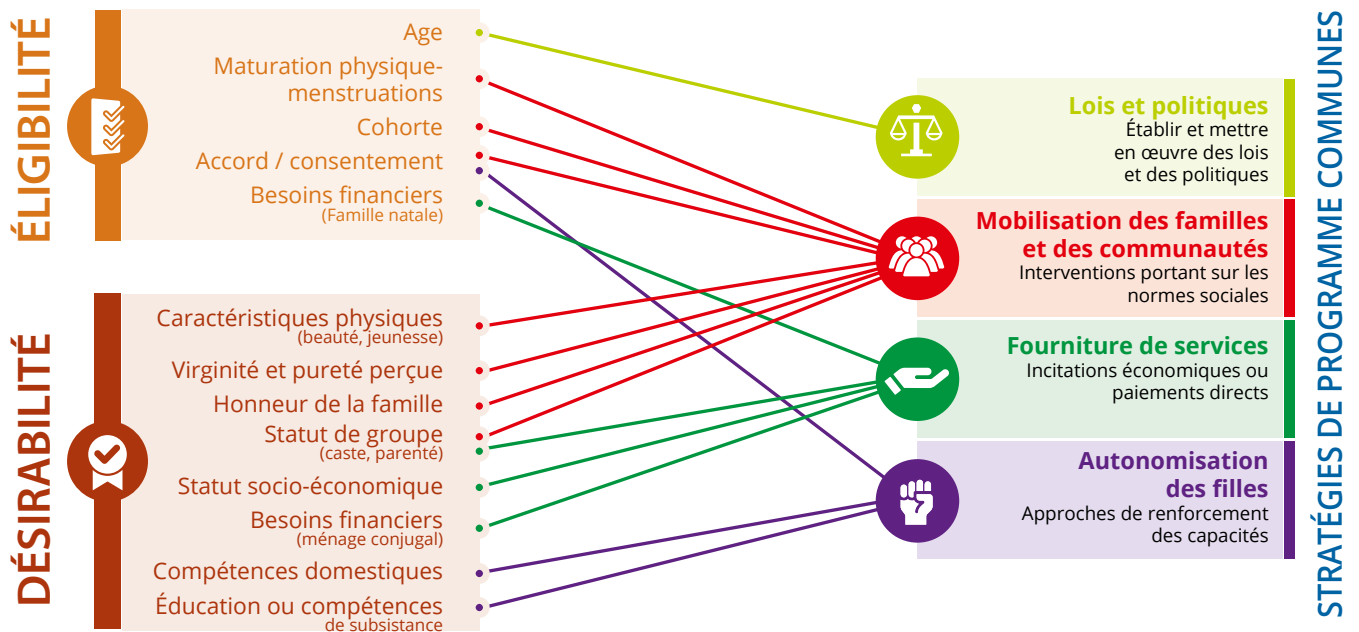 ÉLIGIBILITÉ
Age
Maturation physique-
menstruations
Cohorte
Accord / consentement
Besoins financiers
(Famille natale)
DÉSIRABILITÉ
Caractéristiques physiques
(beauté, jeunesse)
Virginité et pureté perçue
Honneur de la famille
Statut de groupe
(caste, parenté)
Statut socio-économique
Besoins financiers
(ménage conjugal)
Compétences domestiques
Éducation ou compétences
de subsistance
Lois et politiques
Établir et mettre
en œuvre des lois
et des politiques
Mobilisation des familles
et des communautés
Interventions portant sur les
normes sociales
Fourniture de services
Incitations économiques ou
paiements directs
Autonomisation
des filles
Approches de renforcement
des capacités
STRATÉGIES DE PROGRAMME COMMUNES